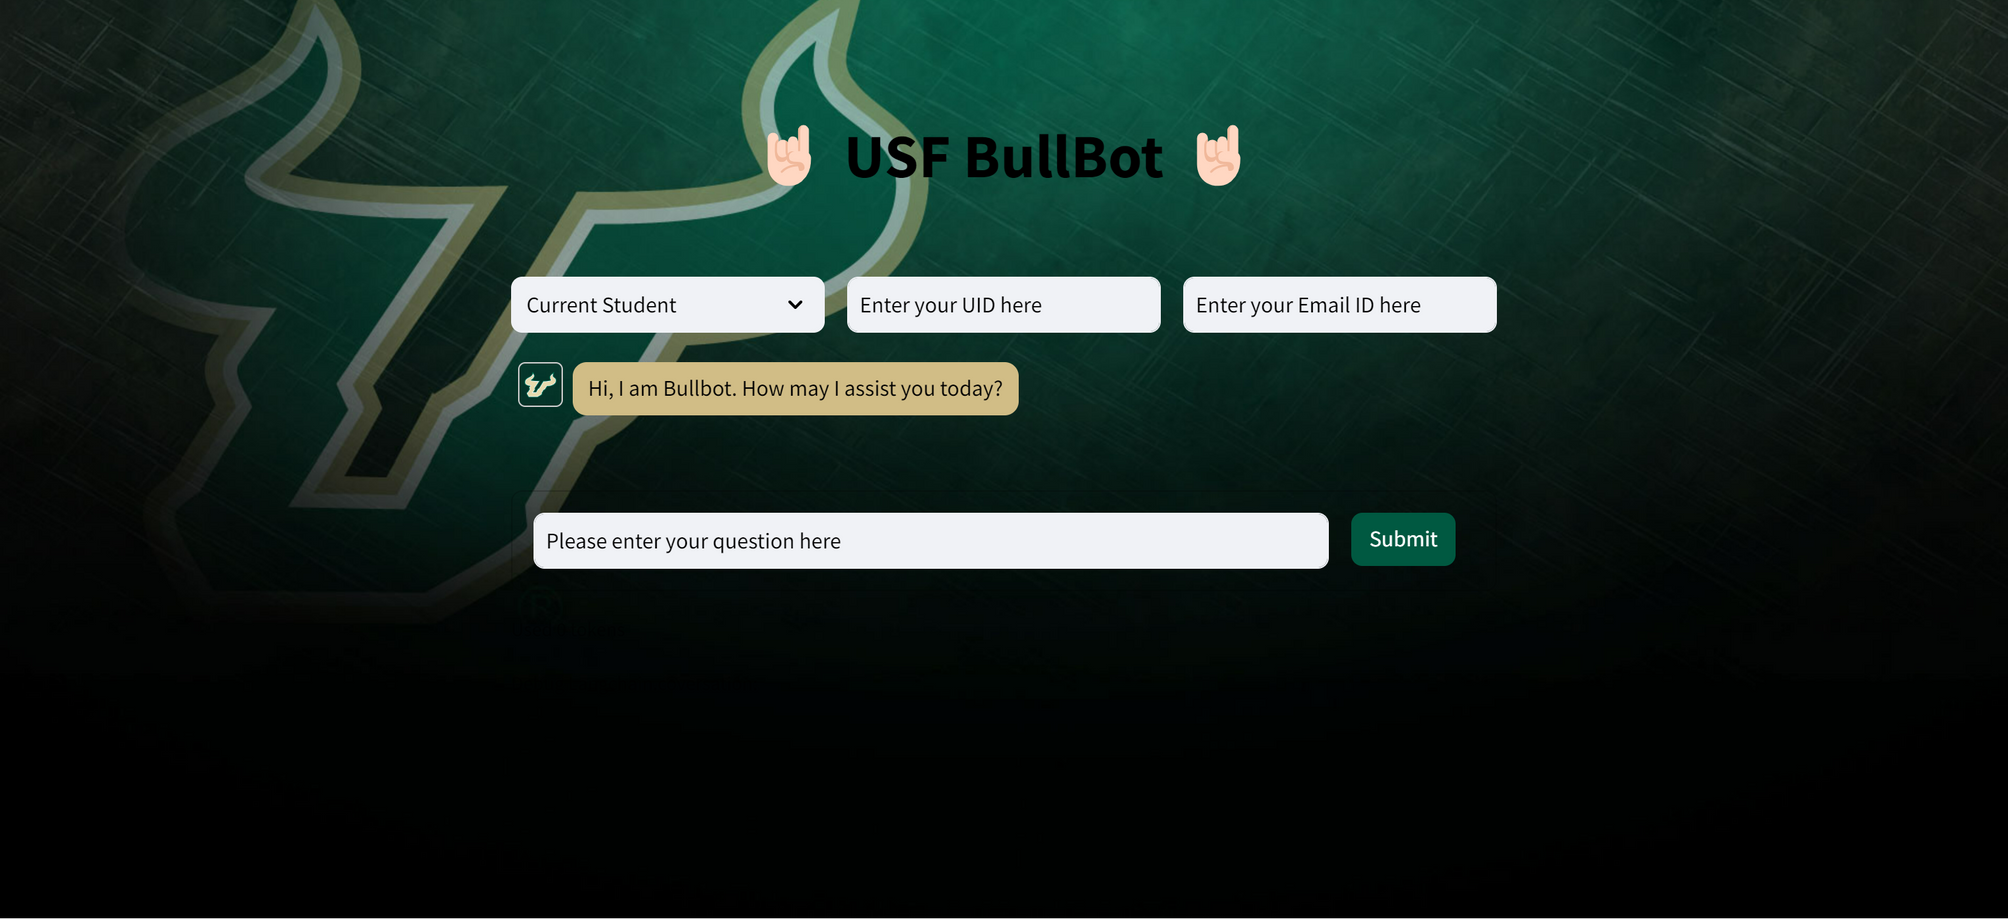 🤘🏻 USF BullBot 🤘🏻
Current Student
Enter your UID here
Enter your Email ID here
Hi, I am Bullbot. How may I assist you today?
Please enter your question here
Submit
®